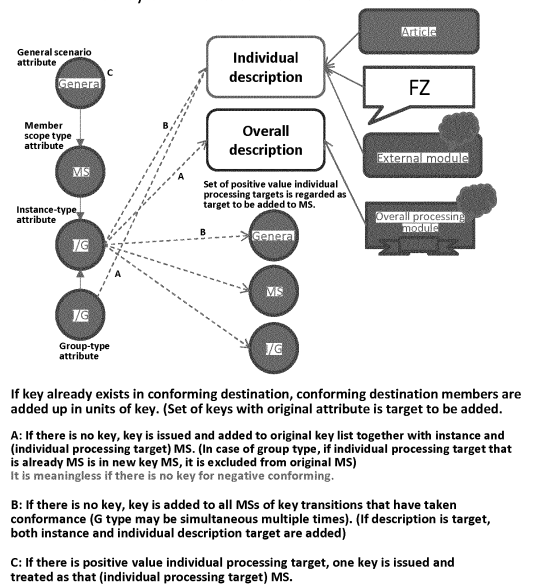 General scenario
attribute
C
General
Member
scope type
attribute
MS
Instance-type
attribute
I/G
I/G
Group-type
attribute
B
A
A
B
Individual
description
Overall
description
Article
FZ
External module
Overall processing
module
Set of positive value individual
processing targets is regarded as
target to be added to MS.
General
MS
I/G
If key already exists in conforming destination, conforming destination members are
added up in units of key. (Set of keys with original attribute is target to be added.
A: If there is no key, key is issued and added to original key list together with instance and
(individual processing target) MS. (In case of group type, if individual processing target that
is already MS is in new key MS, it is excluded from original MS)
It is meaningless if there is no key for negative conforming.
B: If there is no key, key is added to all MSs of key transitions that have taken
conformance (G type may be simultaneous multiple times). (If description is target,
both instance and individual description target are added)
C: If there is positive value individual processing target, one key is issued and
treated as that (individual processing target) MS.